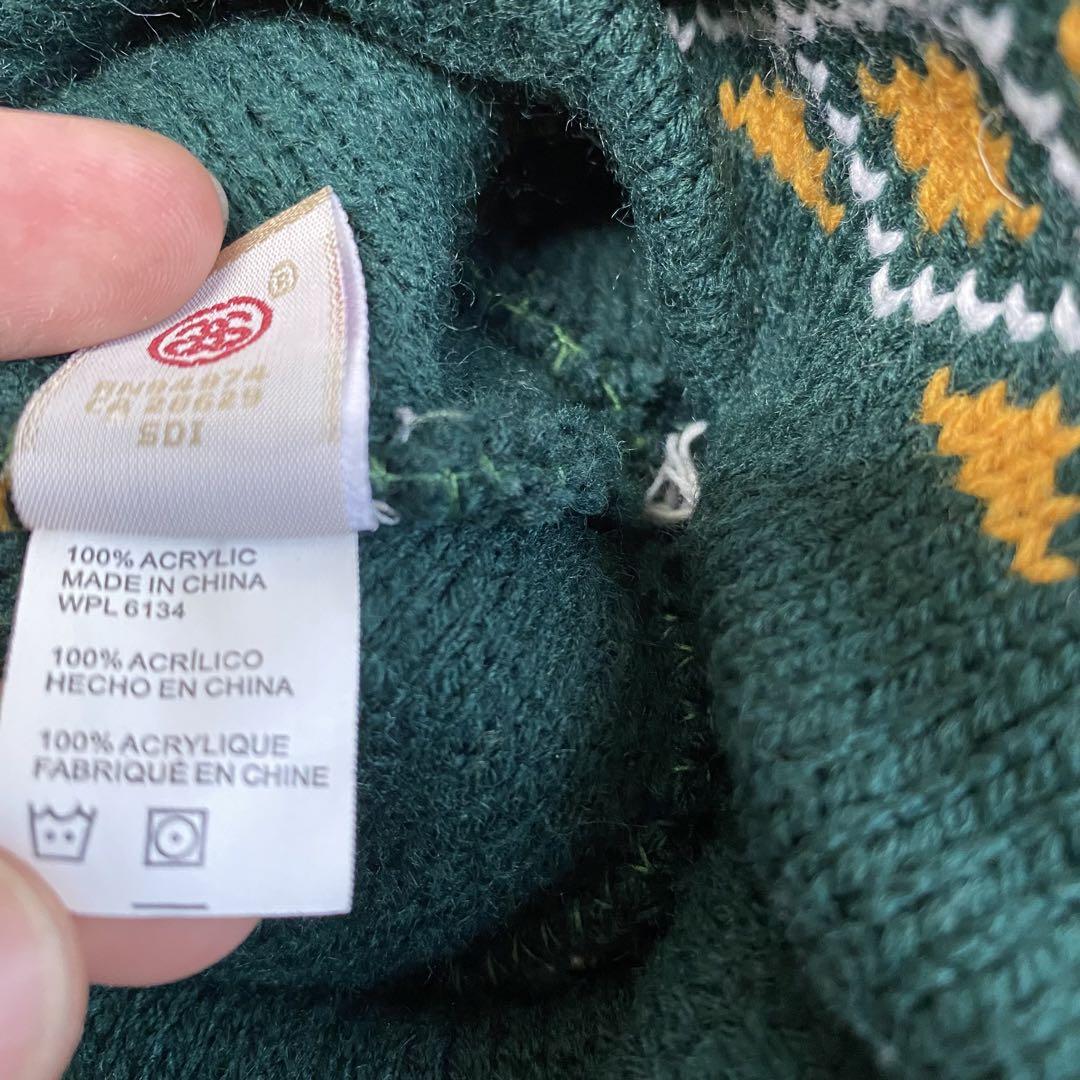 RN94974
CA 20629
SDI
100% ACRYLIC
MADE IN CHINA
WPL 6134
100% ACRÍLICO
HECHO EN CHINA
100% ACRYLIQUE
FABRIQUÉ EN CHINE